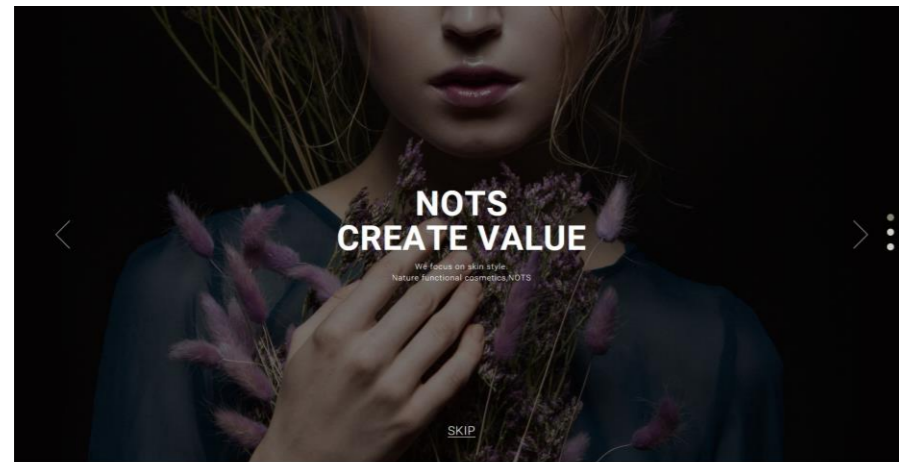 NOTS
CREATE VALUE
We focus on skin style.
Nature functional cosmetics,NOTS
SKIP